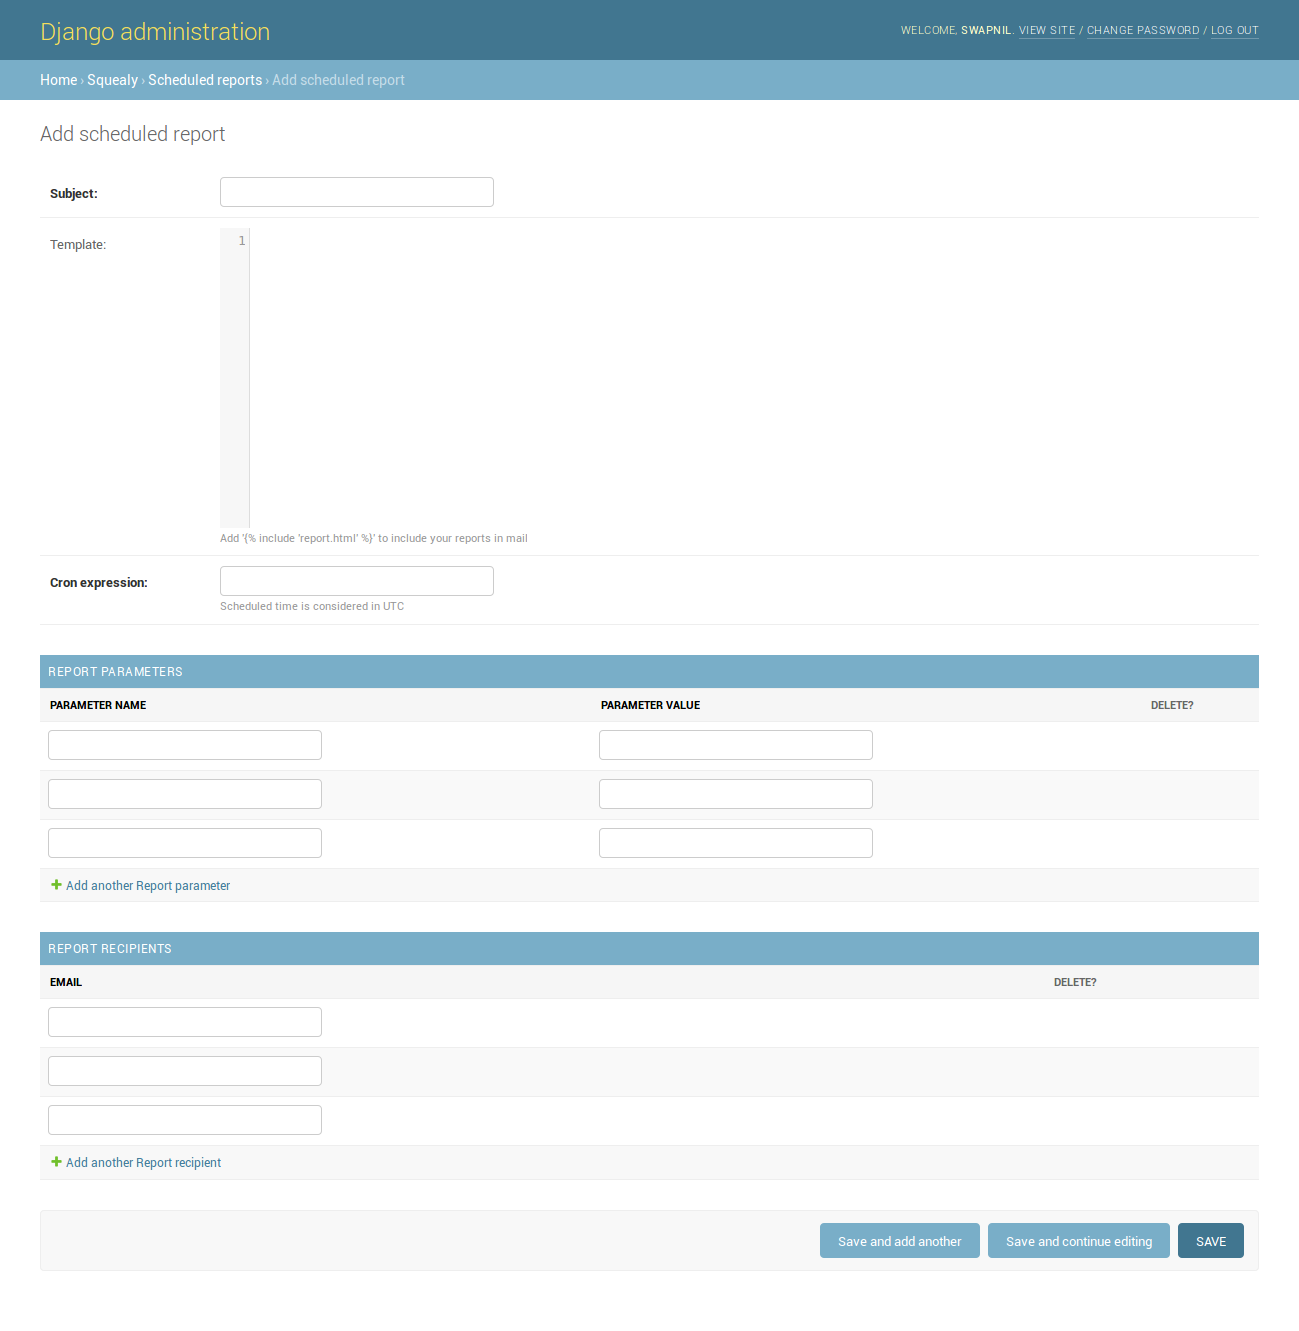 Django administration
WELCOME, SWAPNIL. VIEW SITE / CHANGE PASSWORD / LOG OUT
Home › Squealy › Scheduled reports › Add scheduled report
Add scheduled report
Subject:
Template:
1
Add '{% include 'report.html' %}' to include your reports in mail
Cron expression:
Scheduled time is considered in UTC
REPORT PARAMETERS
PARAMETER NAME PARAMETER VALUE DELETE?
Add another Report parameter
REPORT RECIPIENTS
EMAIL DELETE?
Add another Report recipient
Save and add another Save and continue editing SAVE